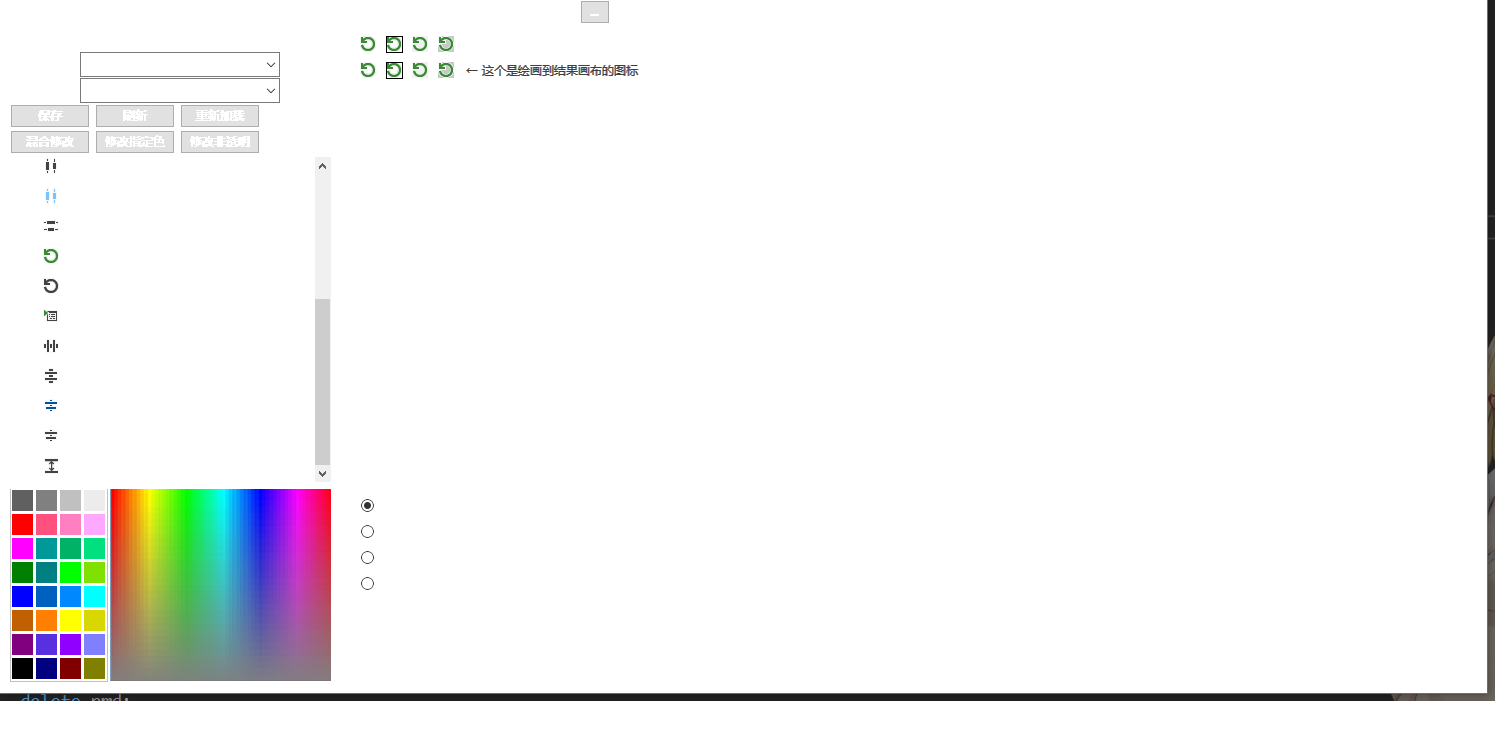 ← 这个是绘画到结果画布的图标
保存 刷新 重新加载
混合修改 修改指定色 修改非透明
delete pmd;